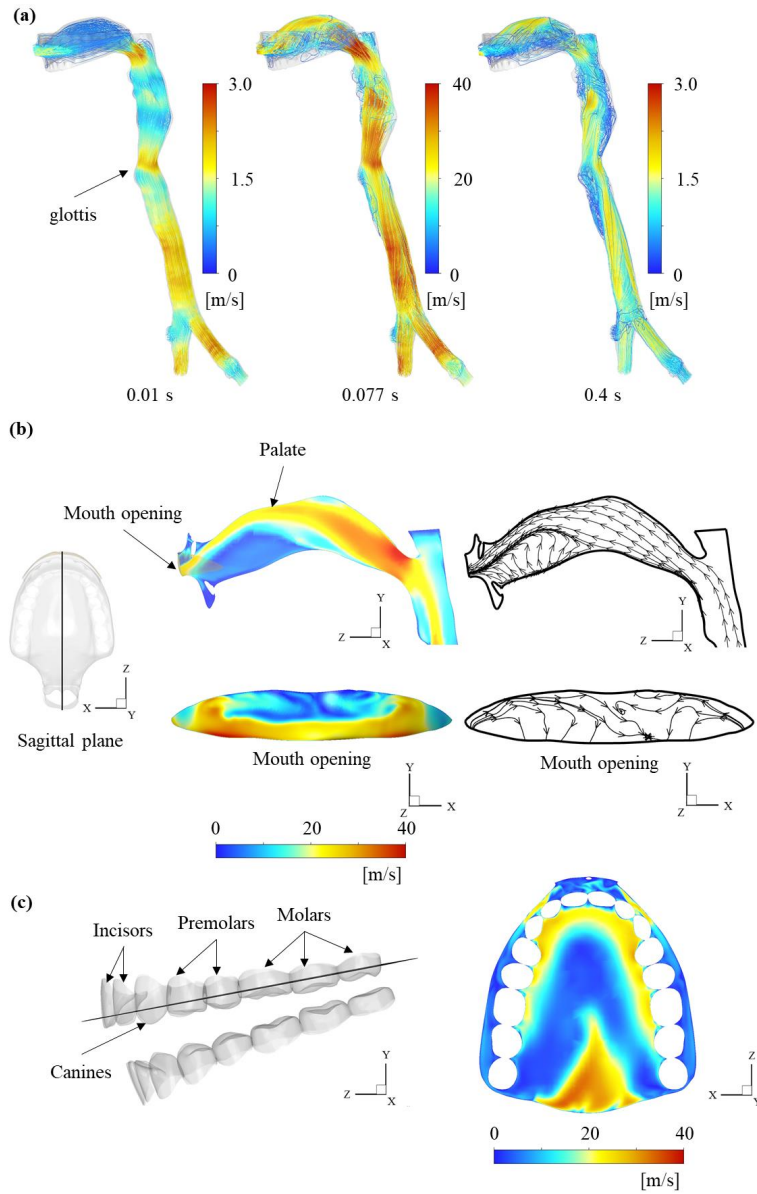 (a)
3.0
1.5
0
[m/s]
40
20
0
[m/s]
3.0
1.5
0
[m/s]
glottis
0.01 s
0.077 s
0.4 s
(b)
Palate
Mouth opening
Y
Z
X
Z
X
Y
Sagittal plane
Y
Z
X
Mouth opening
Y
Z
X
Mouth opening
Y
Z
X
0
20
40
[m/s]
(c)
Incisors
Premolars
Molars
Canines
Y
Z
X
Z
X
Y
0
20
40
[m/s]